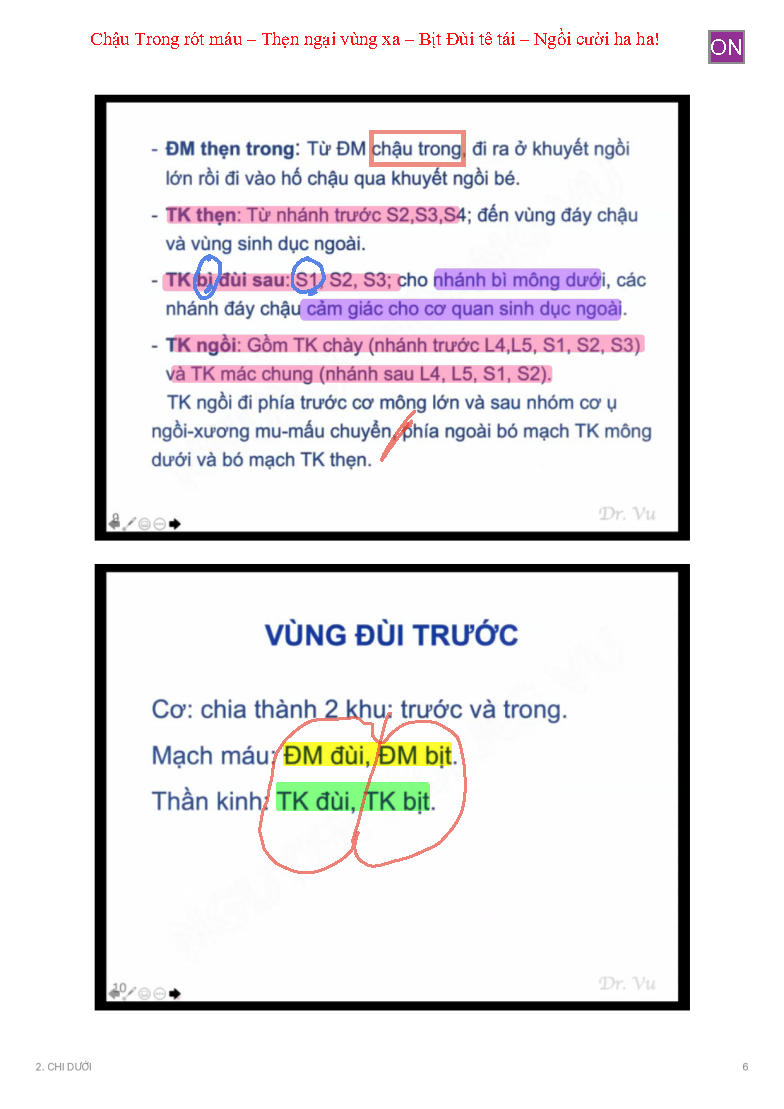 Chậu Trong rót máu – Thẹn ngại vùng xa – Bịt Đùi tê tái – Ngồi cười ha ha!
ON
- ĐM thẹn trong: Từ ĐM chậu trong, đi ra ở khuyết ngồi
lớn rồi đi vào hố chậu qua khuyết ngồi bé.
- TK thẹn: Từ nhánh trước S2,S3,S4; đến vùng đáy chậu
và vùng sinh dục ngoài.
- TK bì đùi sau: S1, S2, S3; cho nhánh bì mông dưới, các
nhánh đáy chậu cảm giác cho cơ quan sinh dục ngoài.
- TK ngồi: Gồm TK chày (nhánh trước L4,L5, S1, S2, S3)
và TK mác chung (nhánh sau L4, L5, S1, S2).
TK ngồi đi phía trước cơ mông lớn và sau nhóm cơ ụ
ngồi-xương mu-mấu chuyển, phía ngoài bó mạch TK mông
dưới và bó mạch TK thẹn.
9
Dr. Vu
VÙNG ĐÙI TRƯỚC
Cơ: chia thành 2 khu: trước và trong.
Mạch máu: ĐM đùi, ĐM bịt.
Thần kinh: TK đùi, TK bịt.
10
Dr. Vu
2. CHI DƯỚI
6